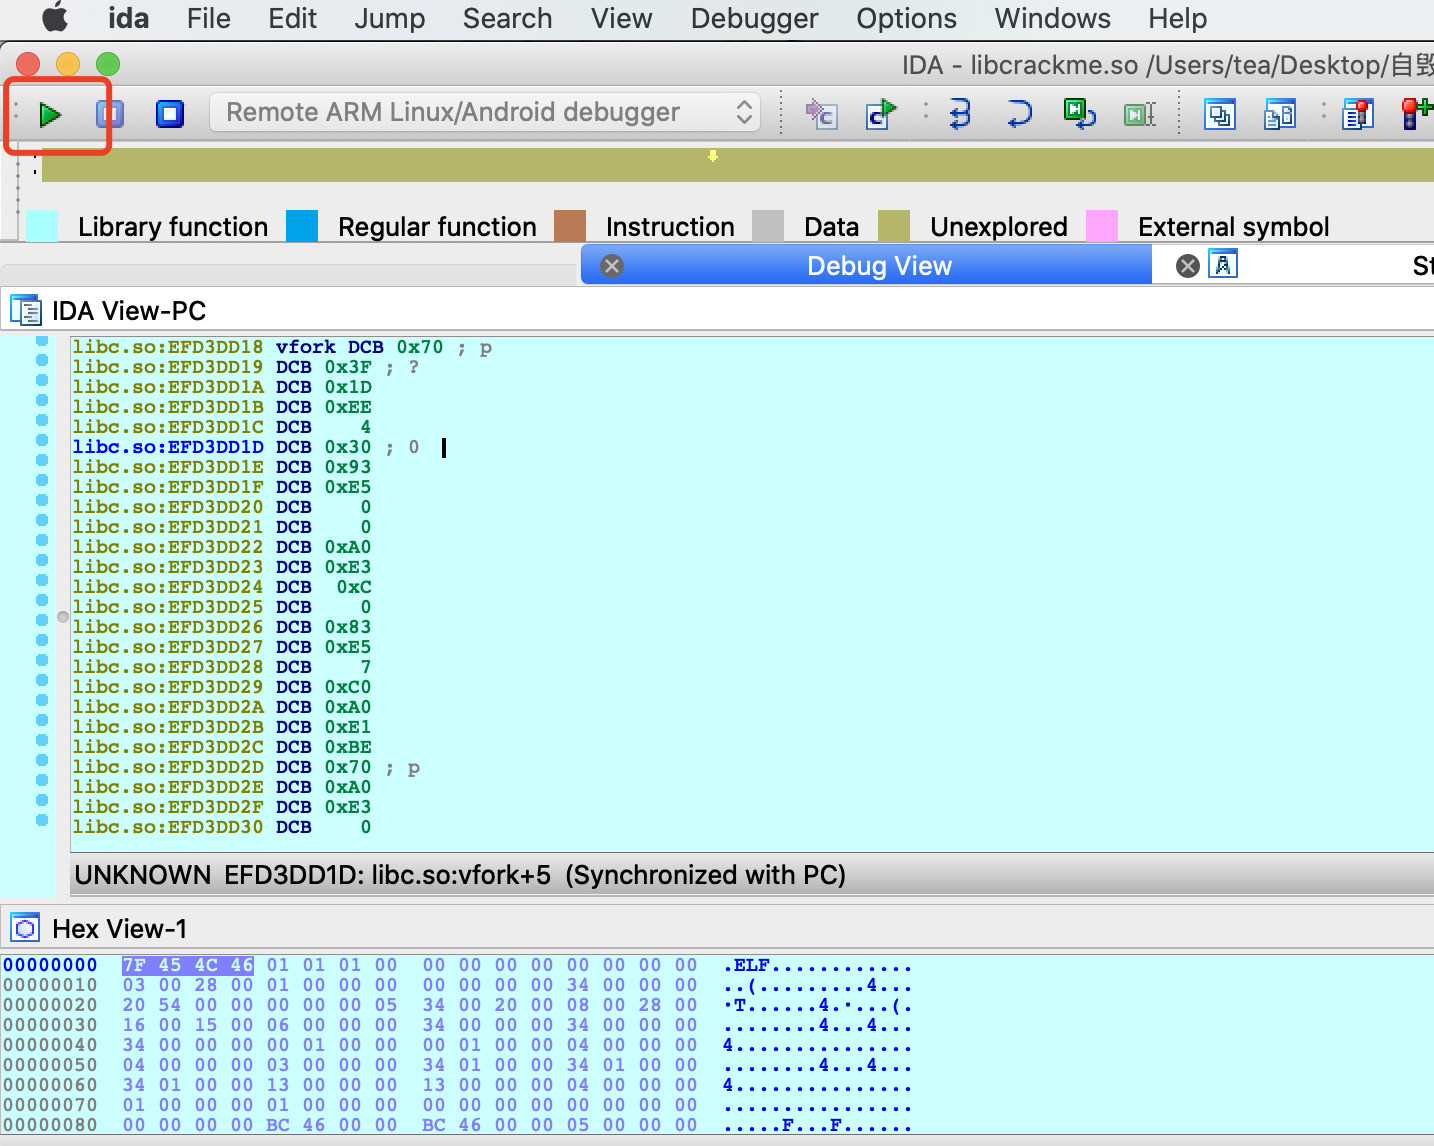 ida File Edit Jump Search View Debugger Options Windows Help
IDA - libcrackme.so /Users/tea/Desktop/自毁
Remote ARM Linux/Android debugger
Library function Regular function Instruction Data Unexplored External symbol
Debug View St
IDA View-PC
libc.so:EFD3DD18 vfork DCB 0x70 ; p
libc.so:EFD3DD19 DCB 0x3F ; ?
libc.so:EFD3DD1A DCB 0x1D
libc.so:EFD3DD1B DCB 0xEE
libc.so:EFD3DD1C DCB 4
libc.so:EFD3DD1D DCB 0x30 ; 0
libc.so:EFD3DD1E DCB 0x93
libc.so:EFD3DD1F DCB 0xE5
libc.so:EFD3DD20 DCB 0
libc.so:EFD3DD21 DCB 0
libc.so:EFD3DD22 DCB 0xA0
libc.so:EFD3DD23 DCB 0xE3
libc.so:EFD3DD24 DCB 0xC
libc.so:EFD3DD25 DCB 0
libc.so:EFD3DD26 DCB 0x83
libc.so:EFD3DD27 DCB 0xE5
libc.so:EFD3DD28 DCB 7
libc.so:EFD3DD29 DCB 0xC0
libc.so:EFD3DD2A DCB 0xA0
libc.so:EFD3DD2B DCB 0xE1
libc.so:EFD3DD2C DCB 0xBE
libc.so:EFD3DD2D DCB 0x70 ; p
libc.so:EFD3DD2E DCB 0xA0
libc.so:EFD3DD2F DCB 0xE3
libc.so:EFD3DD30 DCB 0
UNKNOWN EFD3DD1D: libc.so:vfork+5 (Synchronized with PC)
Hex View-1
00000000 7F 45 4C 46 01 01 01 00 00 00 00 00 00 00 00 00 .ELF............
00000010 03 00 28 00 01 00 00 00 00 00 00 00 34 00 00 00 ..(.........4...
00000020 20 54 00 00 00 00 00 05 34 00 20 00 08 00 28 00 ·T......4.·...(.
00000030 16 00 15 00 06 00 00 00 34 00 00 00 34 00 00 00 ........4...4...
00000040 34 00 00 00 00 01 00 00 00 01 00 00 04 00 00 00 4...............
00000050 04 00 00 00 03 00 00 00 34 01 00 00 34 01 00 00 ........4...4...
00000060 34 01 00 00 13 00 00 00 13 00 00 00 04 00 00 00 4...............
00000070 01 00 00 00 01 00 00 00 00 00 00 00 00 00 00 00 ................
00000080 00 00 00 00 BC 46 00 00 BC 46 00 00 05 00 00 00 .....F...F......